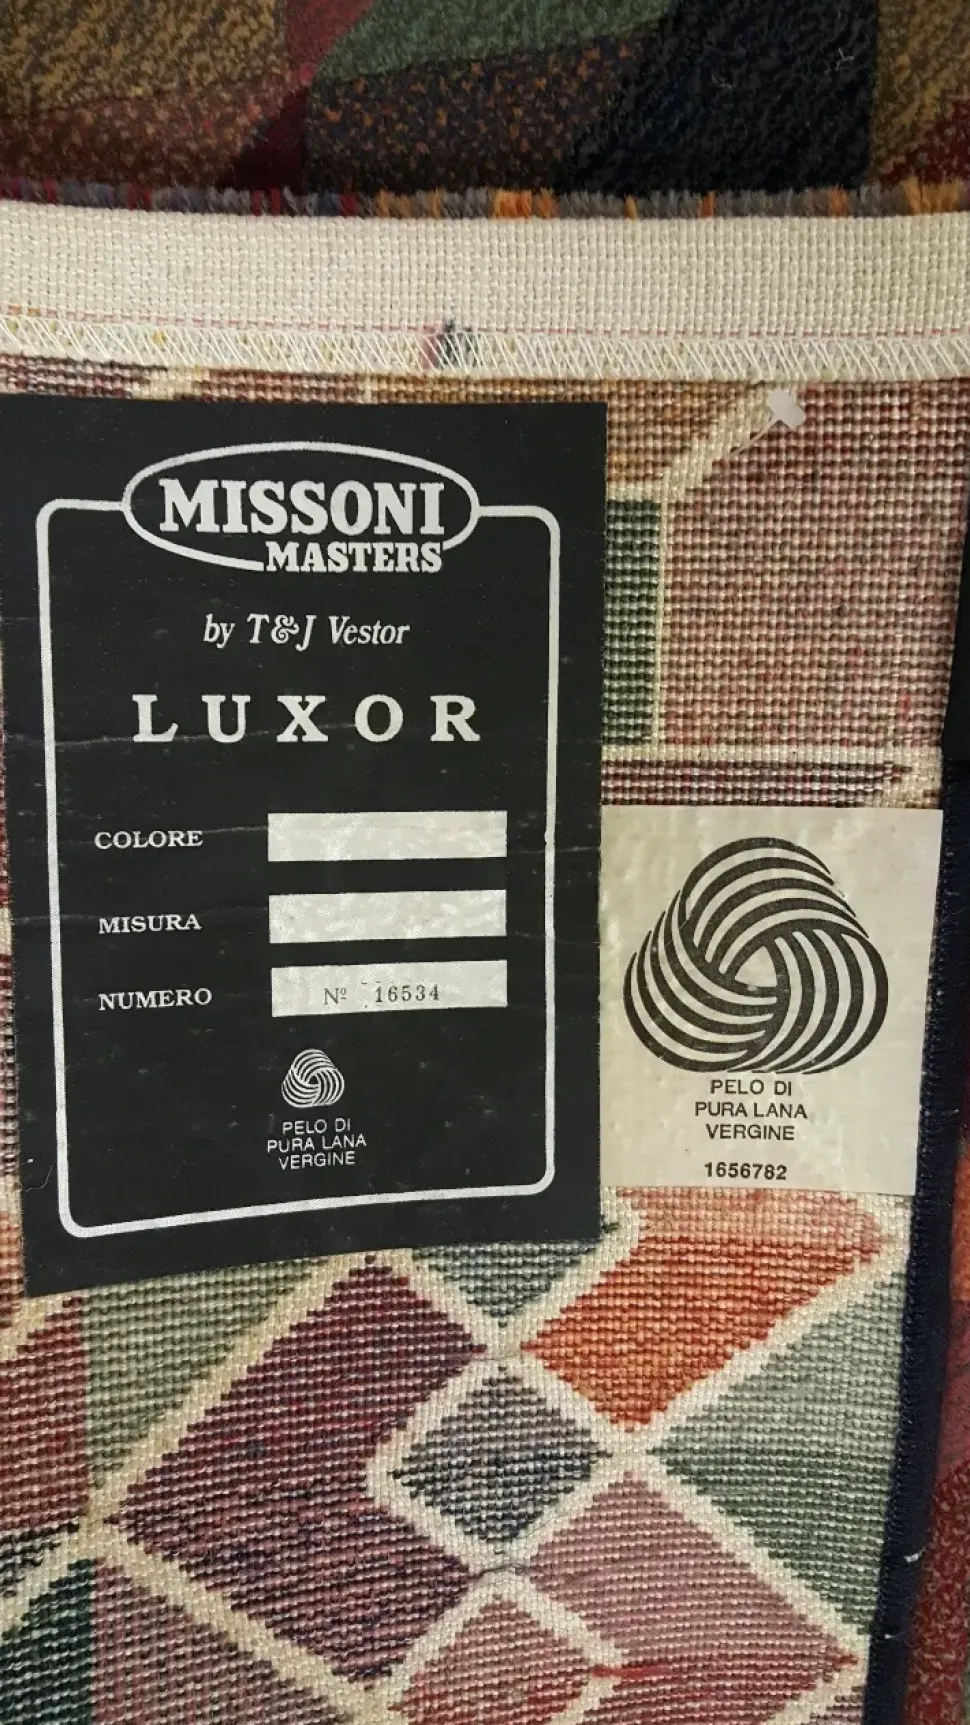 MISSONI
MASTERS
by T&J Vestor
LUXOR
COLORE
MISURA
NUMERO Nº 16534
PELO DI
PURA LANA
VERGINE
PELO DI
PURA LANA
VERGINE
1656782